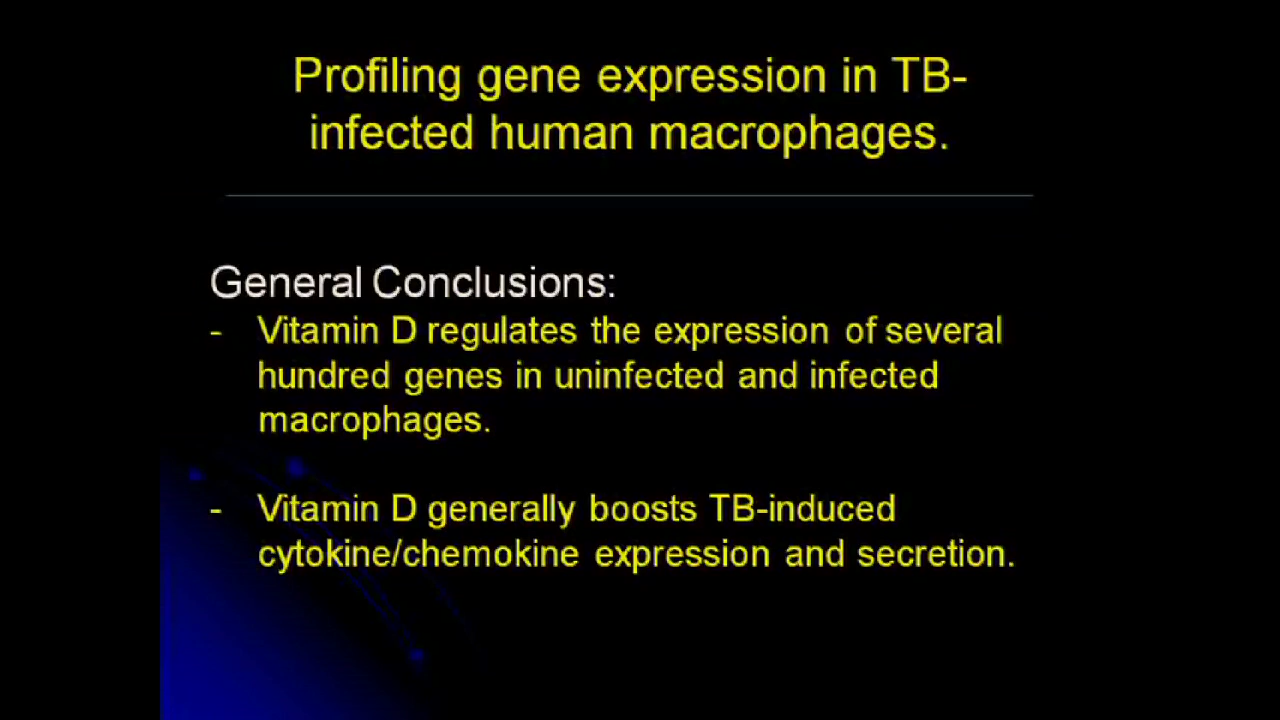 Profiling gene expression in TB-
infected human macrophages.
General Conclusions:
- Vitamin D regulates the expression of several
hundred genes in uninfected and infected
macrophages.
- Vitamin D generally boosts TB-induced
cytokine/chemokine expression and secretion.